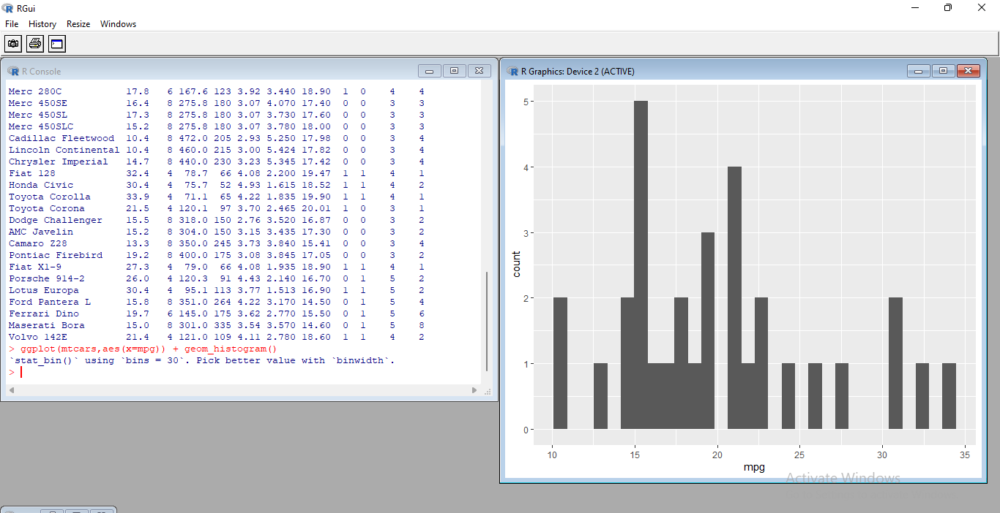 RGui
File History Resize Windows
R Console
Merc 280C 17.8 6 167.6 123 3.92 3.440 18.90 1 0 4 4
Merc 450SE 16.4 8 275.8 180 3.07 4.070 17.40 0 0 3 3
Merc 450SL 17.3 8 275.8 180 3.07 3.730 17.60 0 0 3 3
Merc 450SLC 15.2 8 275.8 180 3.07 3.780 18.00 0 0 3 3
Cadillac Fleetwood 10.4 8 472.0 205 2.93 5.250 17.98 0 0 3 4
Lincoln Continental 10.4 8 460.0 215 3.00 5.424 17.82 0 0 3 4
Chrysler Imperial 14.7 8 440.0 230 3.23 5.345 17.42 0 0 3 4
Fiat 128 32.4 4 78.7 66 4.08 2.200 19.47 1 1 4 1
Honda Civic 30.4 4 75.7 52 4.93 1.615 18.52 1 1 4 2
Toyota Corolla 33.9 4 71.1 65 4.22 1.835 19.90 1 1 4 1
Toyota Corona 21.5 4 120.1 97 3.70 2.465 20.01 1 0 3 1
Dodge Challenger 15.5 8 318.0 150 2.76 3.520 16.87 0 0 3 2
AMC Javelin 15.2 8 304.0 150 3.15 3.435 17.30 0 0 3 2
Camaro Z28 13.3 8 350.0 245 3.73 3.840 15.41 0 0 3 4
Pontiac Firebird 19.2 8 400.0 175 3.08 3.845 17.05 0 0 3 2
Fiat X1-9 27.3 4 79.0 66 4.08 1.935 18.90 1 1 4 1
Porsche 914-2 26.0 4 120.3 91 4.43 2.140 16.70 0 1 5 2
Lotus Europa 30.4 4 95.1 113 3.77 1.513 16.90 1 1 5 2
Ford Pantera L 15.8 8 351.0 264 4.22 3.170 14.50 0 1 5 4
Ferrari Dino 19.7 6 145.0 175 3.62 2.770 15.50 0 1 5 6
Maserati Bora 15.0 8 301.0 335 3.54 3.570 14.60 0 1 5 8
Volvo 142E 21.4 4 121.0 109 4.11 2.780 18.60 1 1 4 2
> ggplot(mtcars,aes(x=mpg)) + geom_histogram()
`stat_bin()` using `bins = 30`. Pick better value with `binwidth`.
>
R Graphics: Device 2 (ACTIVE)
5
4
3
2
1
0
count
10 15 20 25 30 35
mpg
Activate Windows